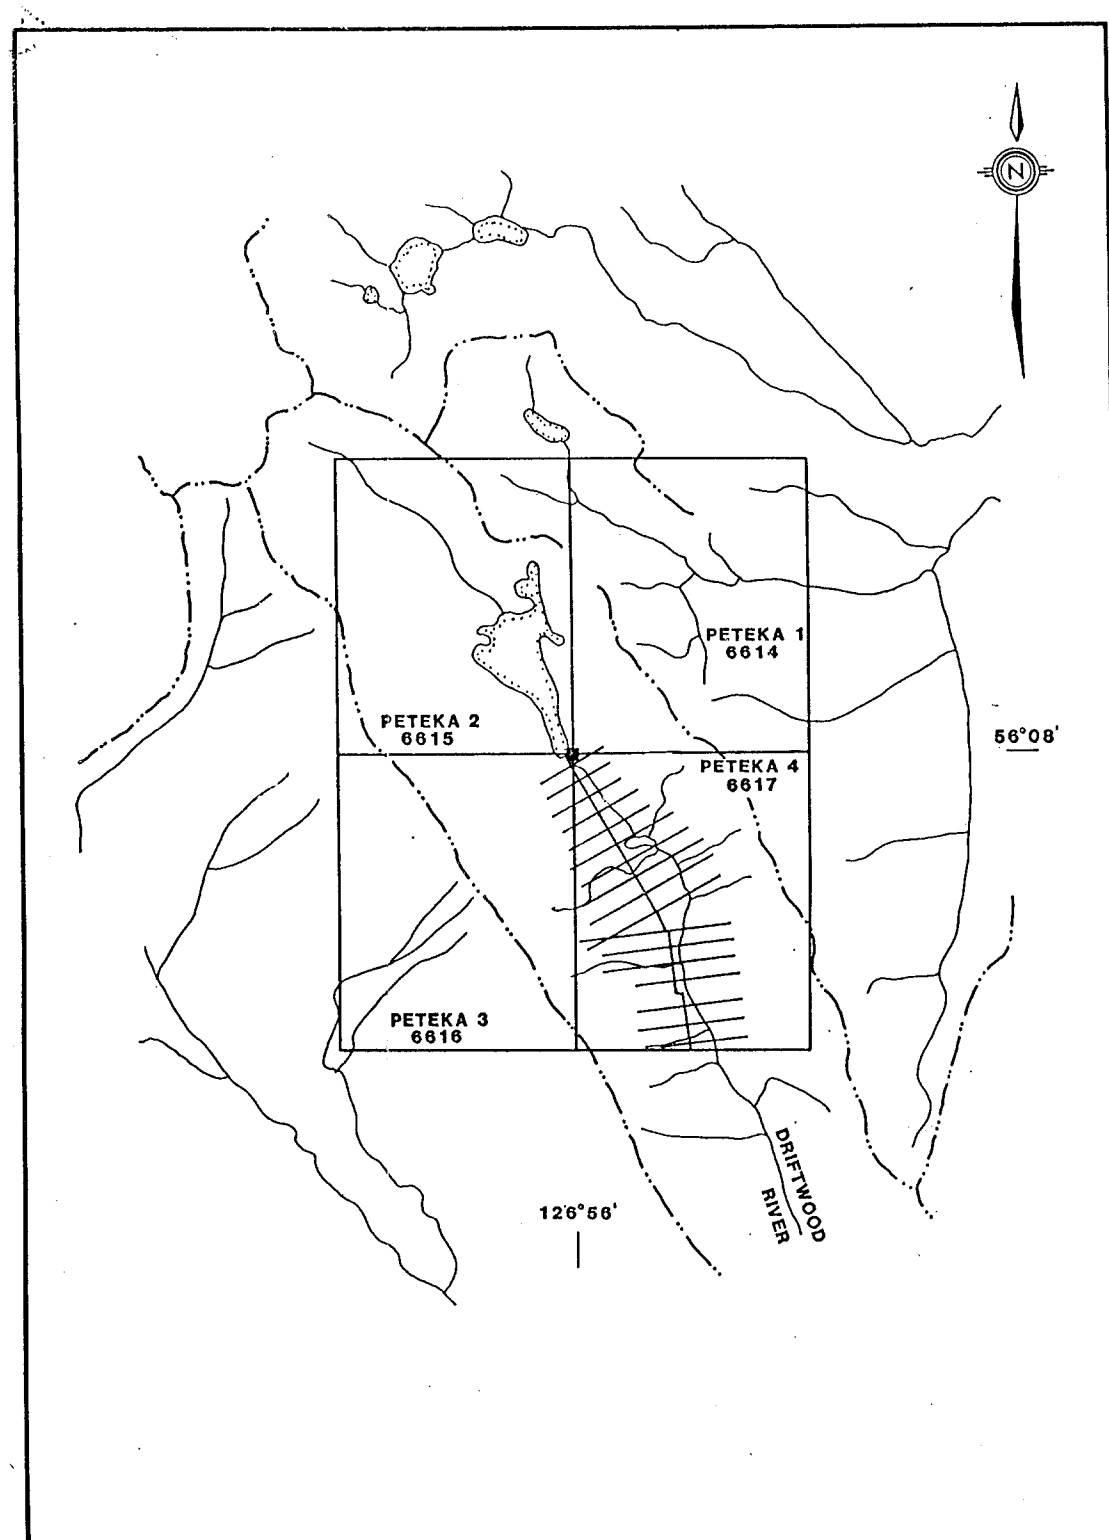 N
PETEKA 1
6614
PETEKA 2
6615
56°08'
PETEKA 4
6617
PETEKA 3
6616
DRIFTWOOD
RIVER
126°56'